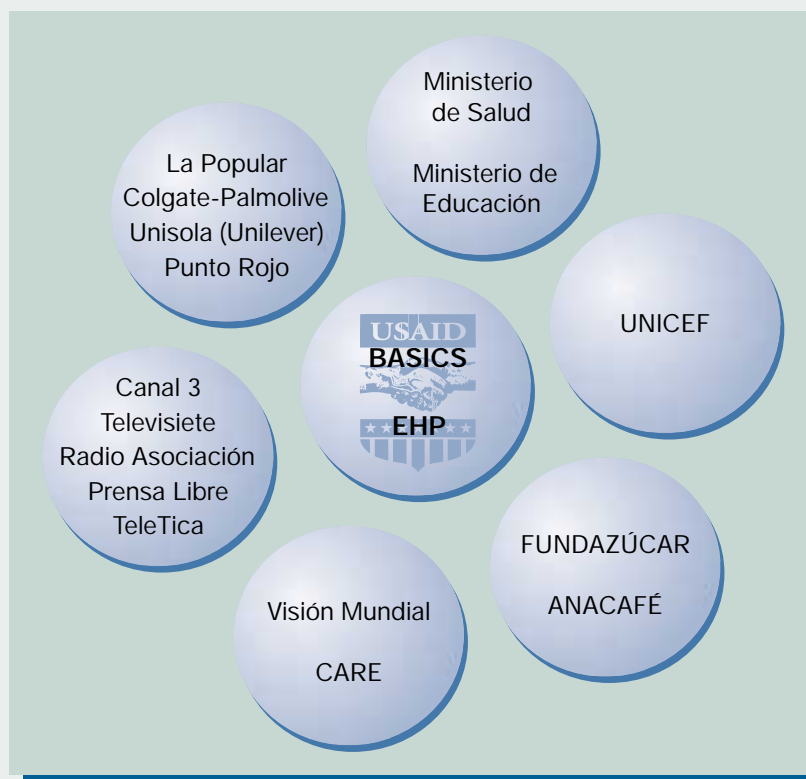 Ministerio
de Salud
Ministerio de
Educación
La Popular
Colgate-Palmolive
Unisola (Unilever)
Punto Rojo
UNICEF
USAID
BASICS
EHP
Canal 3
Televisiete
Radio Asociación
Prensa Libre
TeleTica
FUNDAZÚCAR
ANACAFÉ
Visión Mundial
CARE